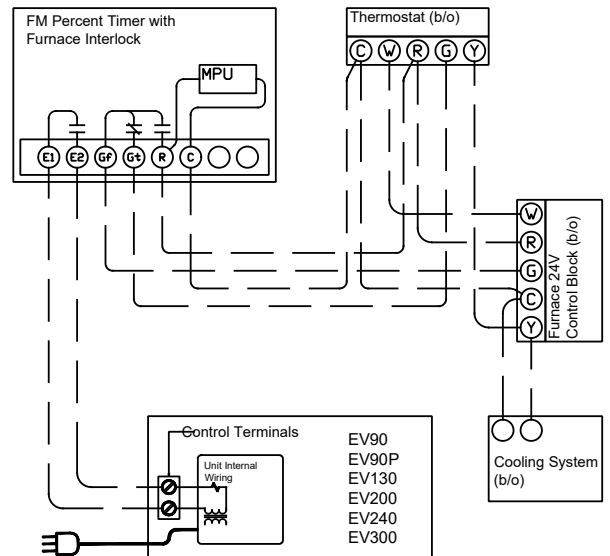 FM Percent Timer with
Furnace Interlock
MPU
E1 E2 Gf Gt R C
Thermostat (b/o)
C W R G Y
W
R
G
C
Y
Furnace 24V
Control Block (b/o)
Cooling System
(b/o)
Control Terminals
Unit Internal
Wiring
EV90
EV90P
EV130
EV200
EV240
EV300